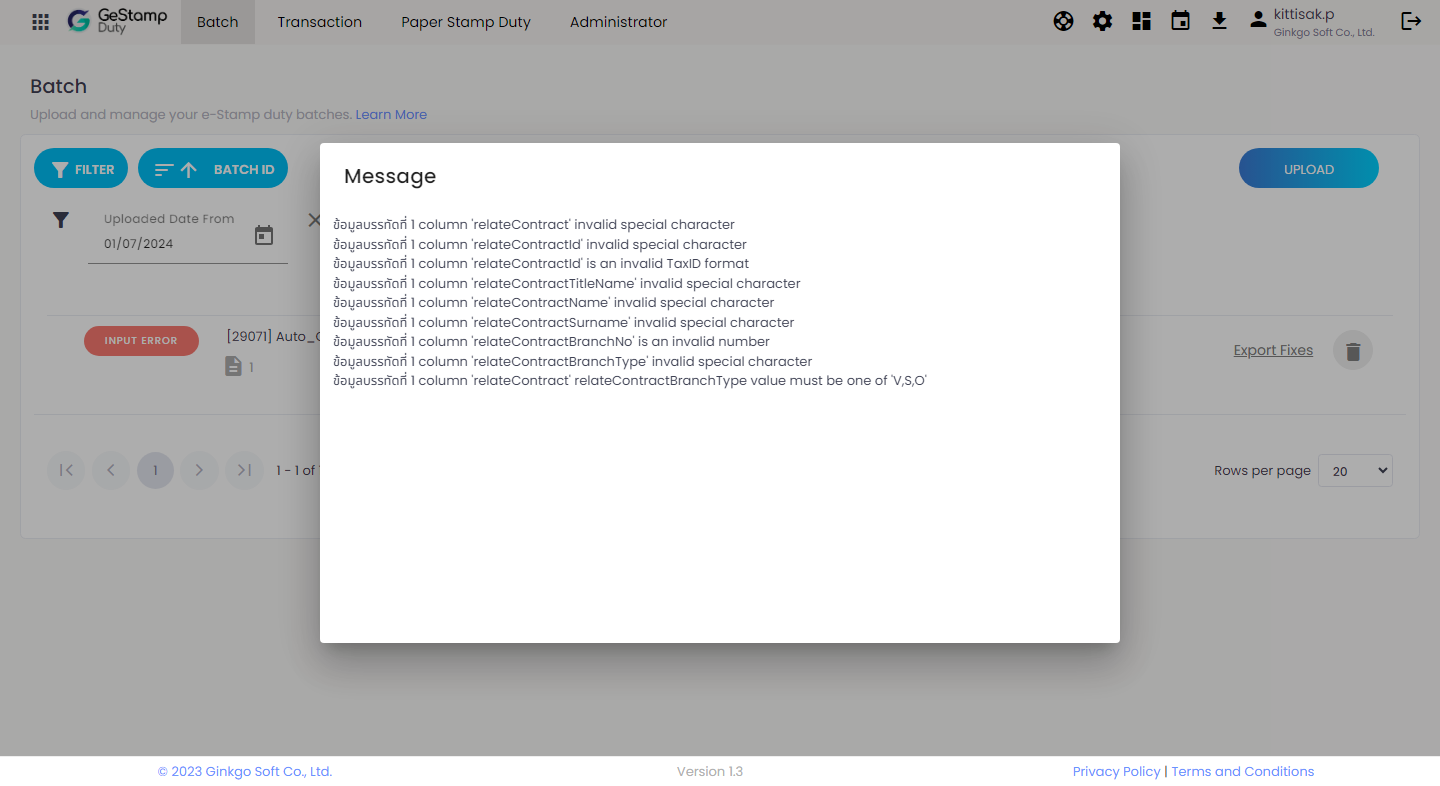 GeStamp
Duty
Batch
Transaction
Paper Stamp Duty
Administrator
kittisak.p
Ginkgo Soft Co., Ltd.
Batch
Upload and manage your e-Stamp duty batches. Learn More
FILTER
BATCH ID
UPLOAD
Uploaded Date From
01/07/2024
Message
ข้อมูลบรรทัดที่ 1 column 'relateContract' invalid special character
ข้อมูลบรรทัดที่ 1 column 'relateContractId' invalid special character
ข้อมูลบรรทัดที่ 1 column 'relateContractId' is an invalid TaxID format
ข้อมูลบรรทัดที่ 1 column 'relateContractTitleName' invalid special character
ข้อมูลบรรทัดที่ 1 column 'relateContractName' invalid special character
ข้อมูลบรรทัดที่ 1 column 'relateContractSurname' invalid special character
ข้อมูลบรรทัดที่ 1 column 'relateContractBranchNo' is an invalid number
ข้อมูลบรรทัดที่ 1 column 'relateContractBranchType' invalid special character
ข้อมูลบรรทัดที่ 1 column 'relateContract' relateContractBranchType value must be one of 'V,S,O'
INPUT ERROR
[29071] Auto_
1
Export Fixes
1
1 - 1 of
Rows per page
20
© 2023 Ginkgo Soft Co., Ltd.
Version 1.3
Privacy Policy | Terms and Conditions